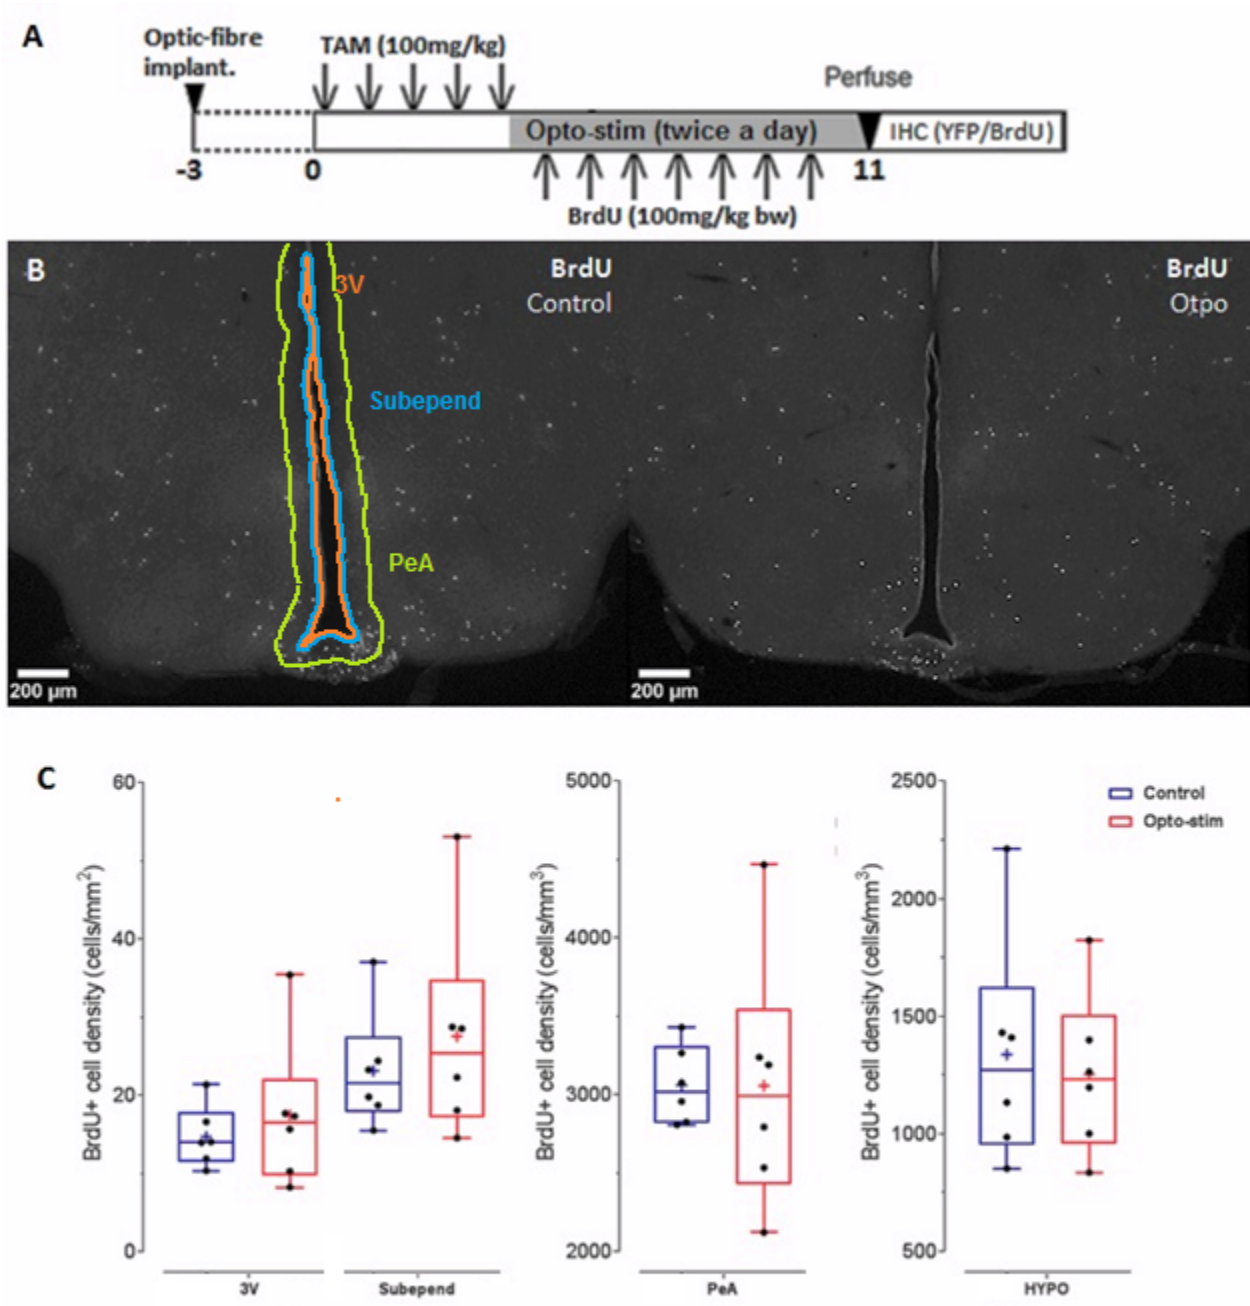 A
Optic-fibre
implant.
TAM (100mg/kg)
Perfuse
Opto-stim (twice a day)
IHC (YFP/BrdU)
-3
0
11
BrdU (100mg/kg bw)
B
3V
BrdU
Control
Subepend
PeA
200 µm
BrdU
Otpo
200 µm
C
BrdU+ cell density (cells/mm²)
60
40
20
0
3V
Subepend
BrdU+ cell density (cells/mm³)
5000
4000
3000
2000
PeA
BrdU+ cell density (cells/mm³)
2500
2000
1500
1000
500
HYPO
Control
Opto-stim